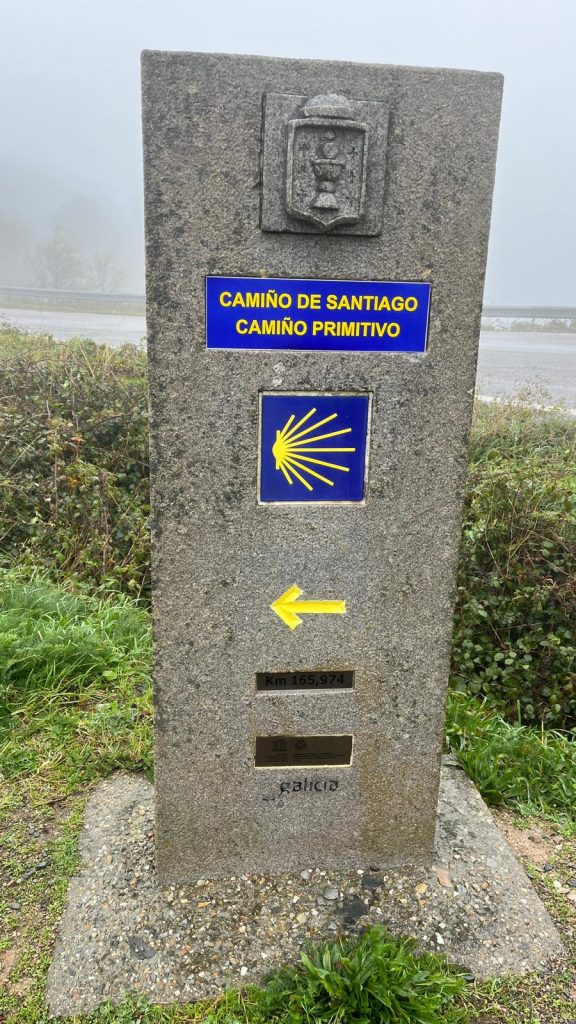 CAMIÑO DE SANTIAGO
CAMIÑO PRIMITIVO
Km 165,974
galicia